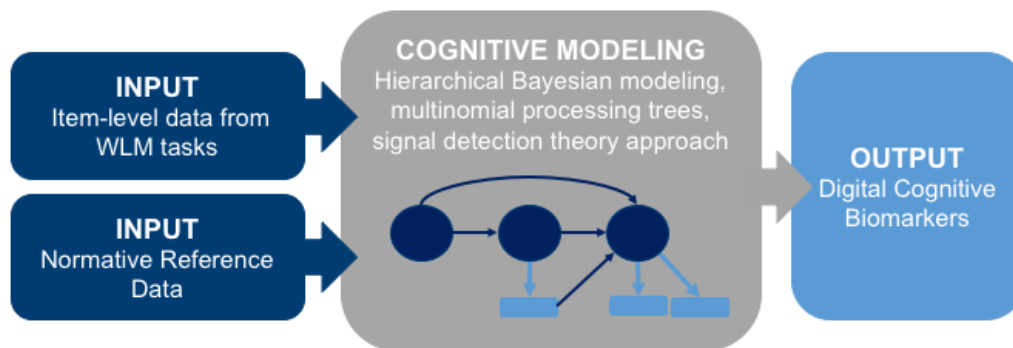 INPUT
Item-level data from
WLM tasks
INPUT
Normative Reference
Data
COGNITIVE MODELING
Hierarchical Bayesian modeling,
multinomial processing trees,
signal detection theory approach
OUTPUT
Digital Cognitive
Biomarkers